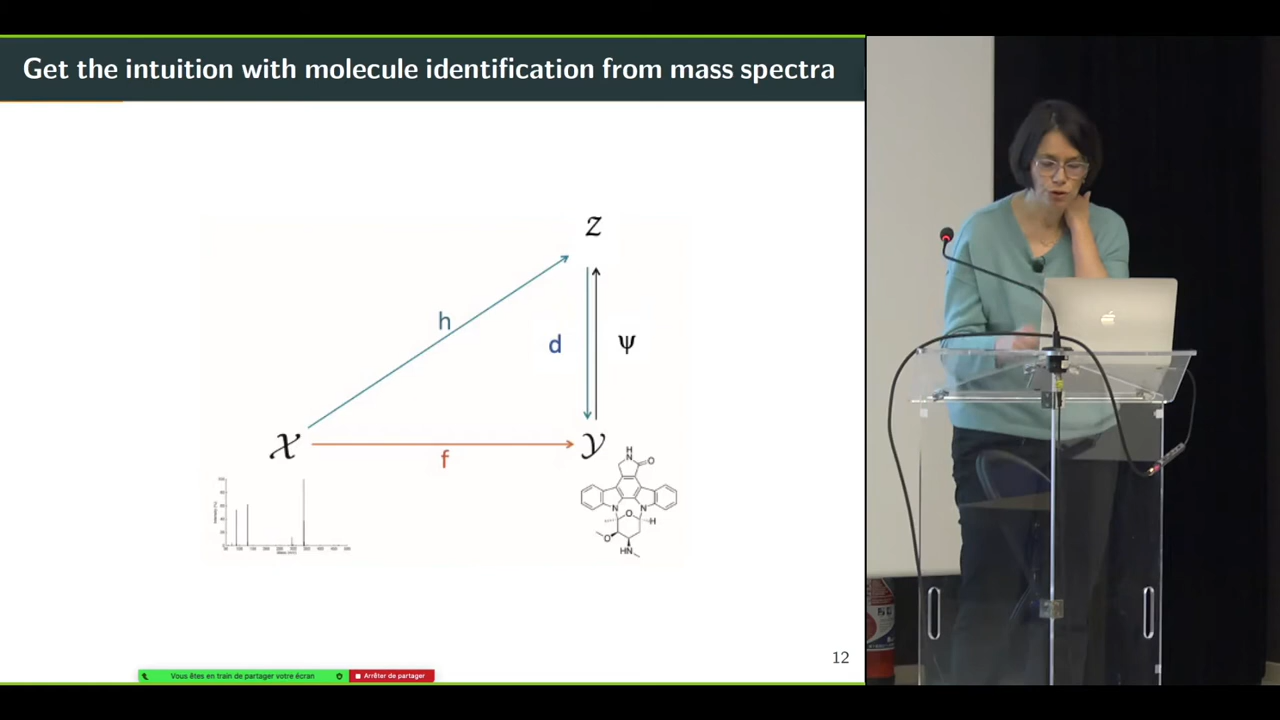 Get the intuition with molecule identification from mass spectra
𝒵
h
d
ψ
𝒳
f
𝒴
H
N
O
N
O
N
H
O
HN
12
Vous êtes en train de partager votre écran
Arrêter de partager